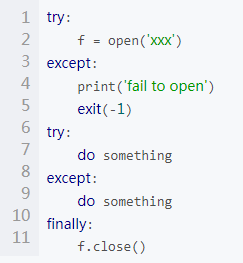 1 try:
2     f = open('xxx')
3 except:
4     print('fail to open')
5     exit(-1)
6 try:
7     do something
8 except:
9     do something
10 finally:
11     f.close()